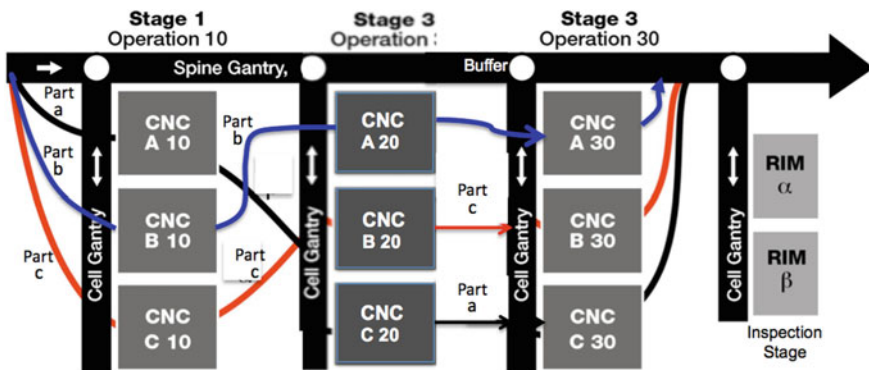 Stage 1
Operation 10
Stage 3
Operation
Stage 3
Operation 30
Spine Gantry,
Buffer
Part
a
Part
b
Part
c
Cell Gantry
CNC
A 10
CNC
B 10
CNC
C 10
Part
b
Part
c
Cell Gantry
CNC
A 20
CNC
B 20
CNC
C 20
Part
c
Part
a
Cell Gantry
CNC
A 30
CNC
B 30
CNC
C 30
Cell Gantry
RIM
α
RIM
β
Inspection
Stage